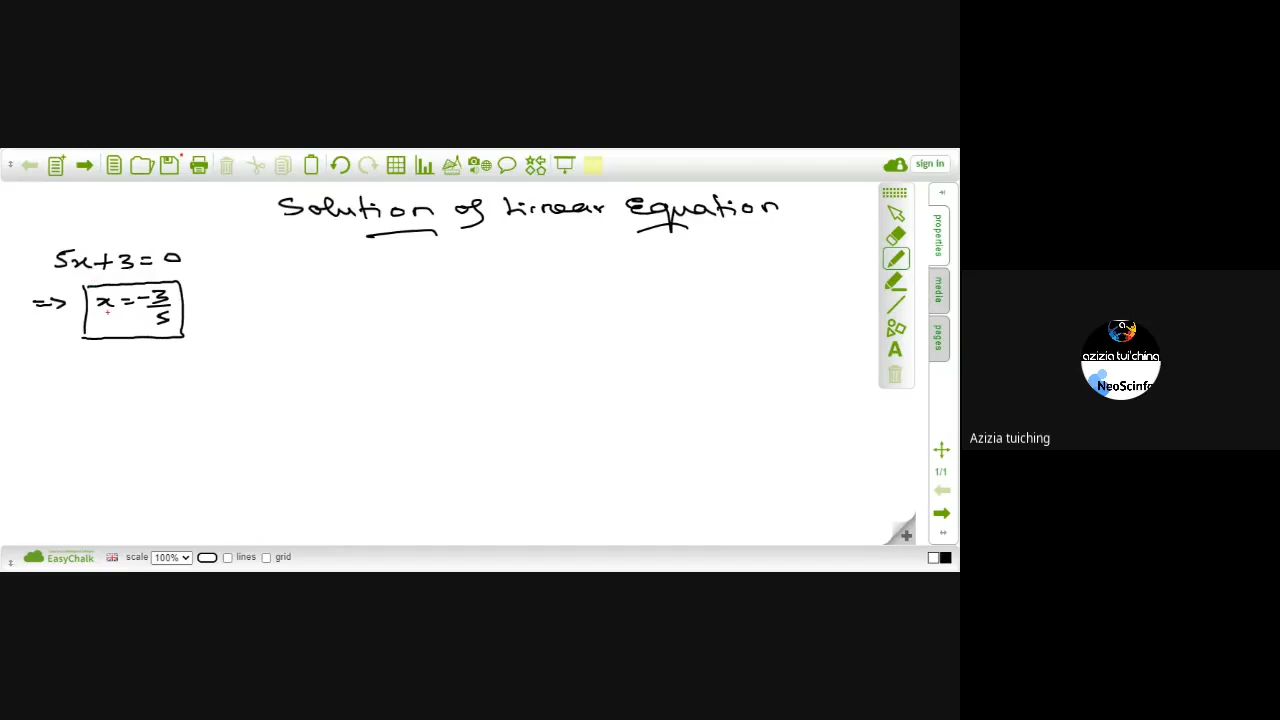 sign in
Solution of Linear Equation
5x+3=0
=> x=-3/5
properties
media
pages
1/1
EasyChalk
scale 100% lines grid
azizia tui'ching
NeoScinfo
Azizia tuiching